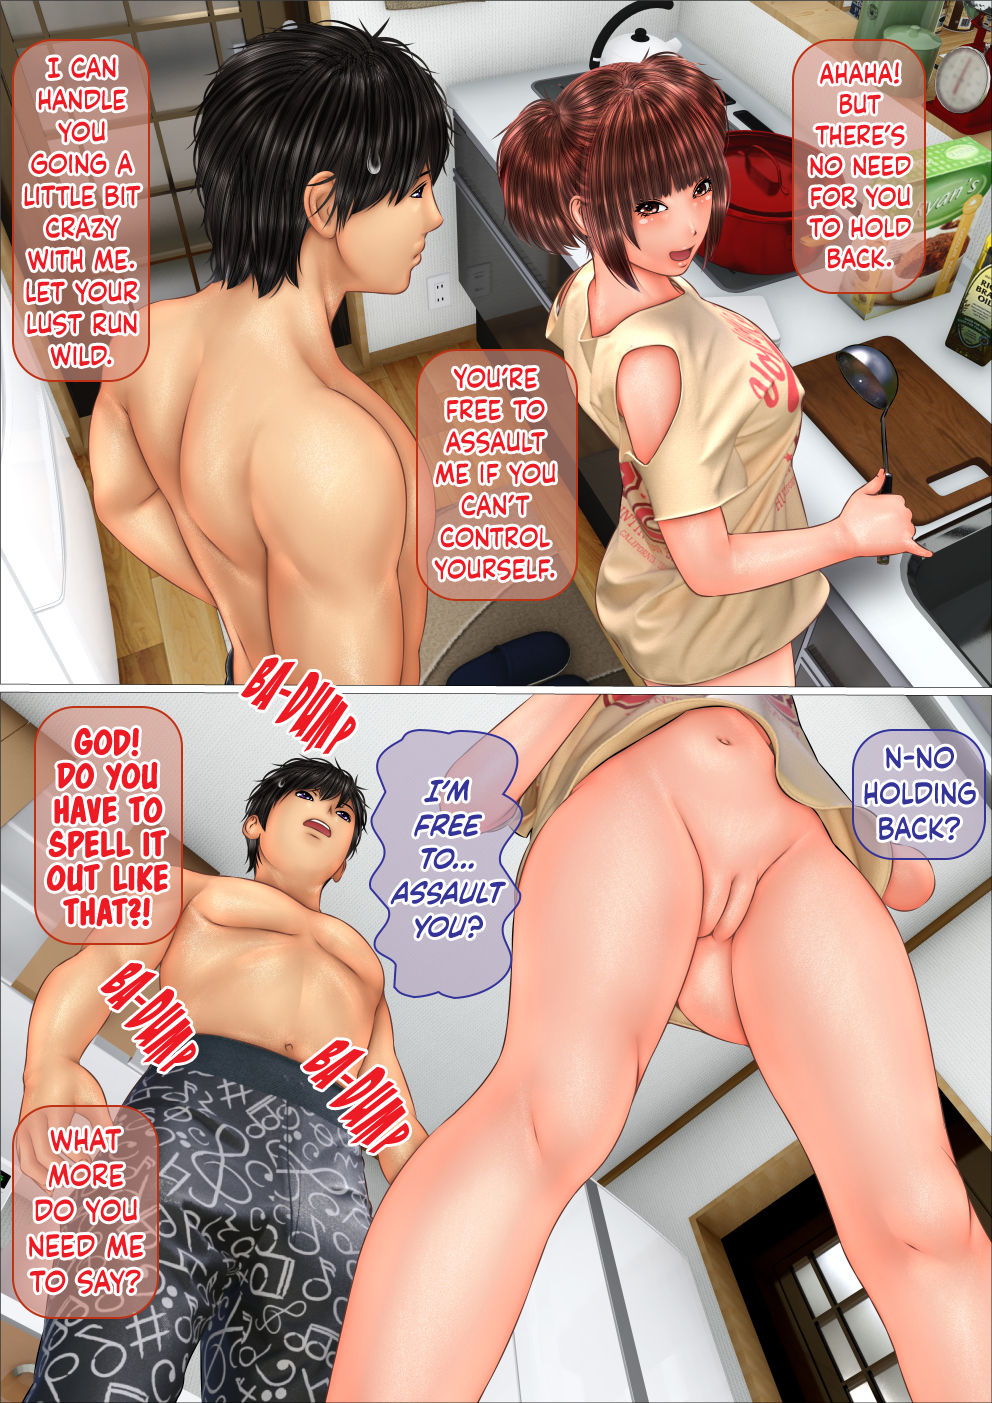 I CAN
HANDLE
YOU
GOING A
LITTLE BIT
CRAZY
WITH ME.
LET YOUR
LUST RUN
WILD.
AHAHA!
BUT
THERE'S
NO NEED
FOR YOU
TO HOLD
BACK.
YOU'RE
FREE TO
ASSAULT
ME IF YOU
CAN'T
CONTROL
YOURSELF.
BA-DUMP
GOD!
DO YOU
HAVE TO
SPELL IT
OUT LIKE
THAT?!
I'M
FREE
TO...
ASSAULT
YOU?
N-NO
HOLDING
BACK?
BA-DUMP
BA-DUMP
WHAT
MORE
DO YOU
NEED ME
TO SAY?